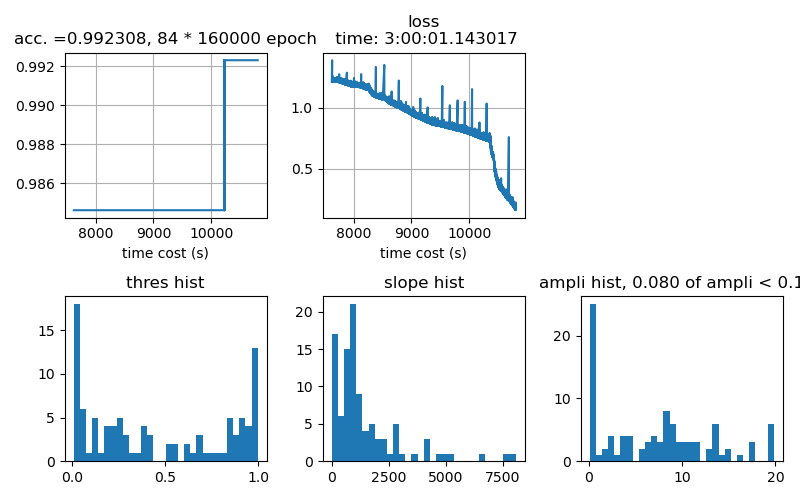 acc. =0.992308, 84 * 160000 epoch
0.992
0.990
0.988
0.986
8000 9000 10000
time cost (s)
loss
time: 3:00:01.143017
1.0
0.5
8000 9000 10000
time cost (s)
thres hist
15
10
5
0
0.0 0.5 1.0
slope hist
20
15
10
5
0
0 2500 5000 7500
ampli hist, 0.080 of ampli < 0.1
20
10
0
0 10 20